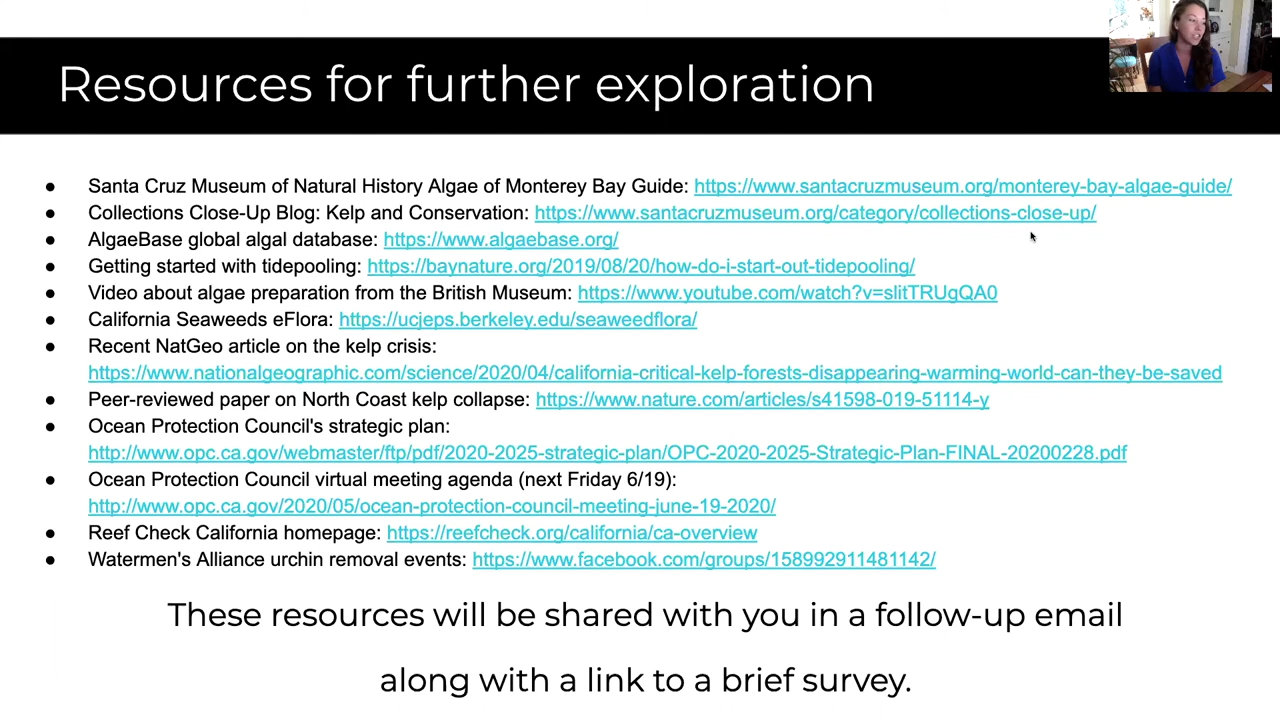 Resources for further exploration
● Santa Cruz Museum of Natural History Algae of Monterey Bay Guide: https://www.santacruzmuseum.org/monterey-bay-algae-guide/
● Collections Close-Up Blog: Kelp and Conservation: https://www.santacruzmuseum.org/category/collections-close-up/
● AlgaeBase global algal database: https://www.algaebase.org/
● Getting started with tidepooling: https://baynature.org/2019/08/20/how-do-i-start-out-tidepooling/
● Video about algae preparation from the British Museum: https://www.youtube.com/watch?v=slitTRUgQA0
● California Seaweeds eFlora: https://ucjeps.berkeley.edu/seaweedflora/
● Recent NatGeo article on the kelp crisis:
https://www.nationalgeographic.com/science/2020/04/california-critical-kelp-forests-disappearing-warming-world-can-they-be-saved
● Peer-reviewed paper on North Coast kelp collapse: https://www.nature.com/articles/s41598-019-51114-y
● Ocean Protection Council's strategic plan:
http://www.opc.ca.gov/webmaster/ftp/pdf/2020-2025-strategic-plan/OPC-2020-2025-Strategic-Plan-FINAL-20200228.pdf
● Ocean Protection Council virtual meeting agenda (next Friday 6/19):
http://www.opc.ca.gov/2020/05/ocean-protection-council-meeting-june-19-2020/
● Reef Check California homepage: https://reefcheck.org/california/ca-overview
● Watermen's Alliance urchin removal events: https://www.facebook.com/groups/158992911481142/
These resources will be shared with you in a follow-up email
along with a link to a brief survey.